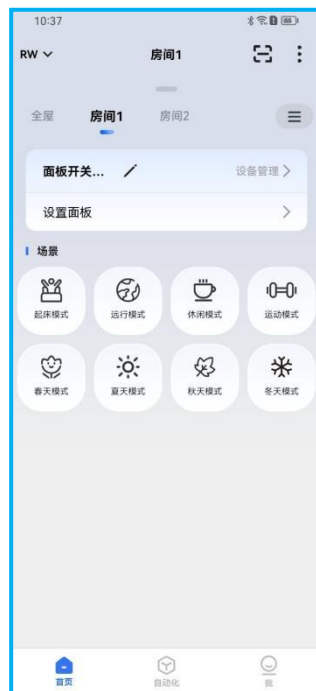 10:37
RW
房间1
全屋 房间1 房间2
面板开关...
设备管理
设置面板
场景
起床模式 远行模式 休闲模式 运动模式
春天模式 夏天模式 秋天模式 冬天模式
首页 自动化 我